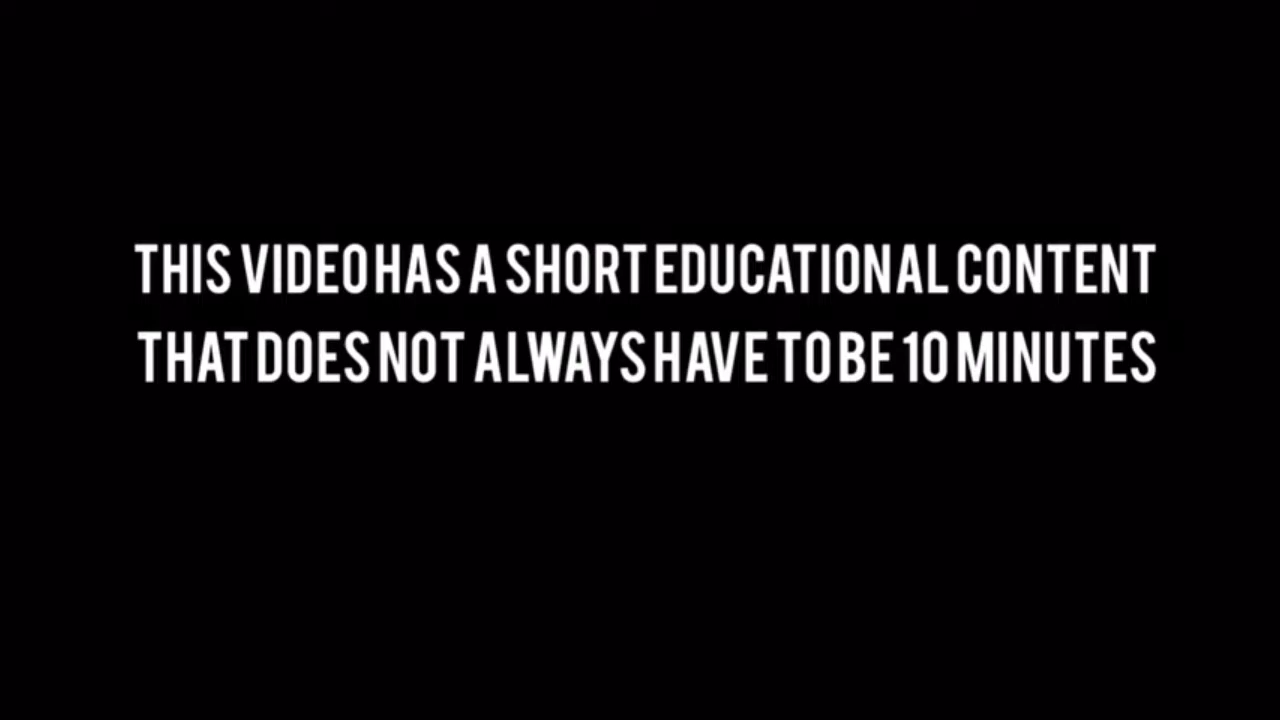 THIS VIDEO HAS A SHORT EDUCATIONAL CONTENT
THAT DOES NOT ALWAYS HAVE TO BE 10 MINUTES